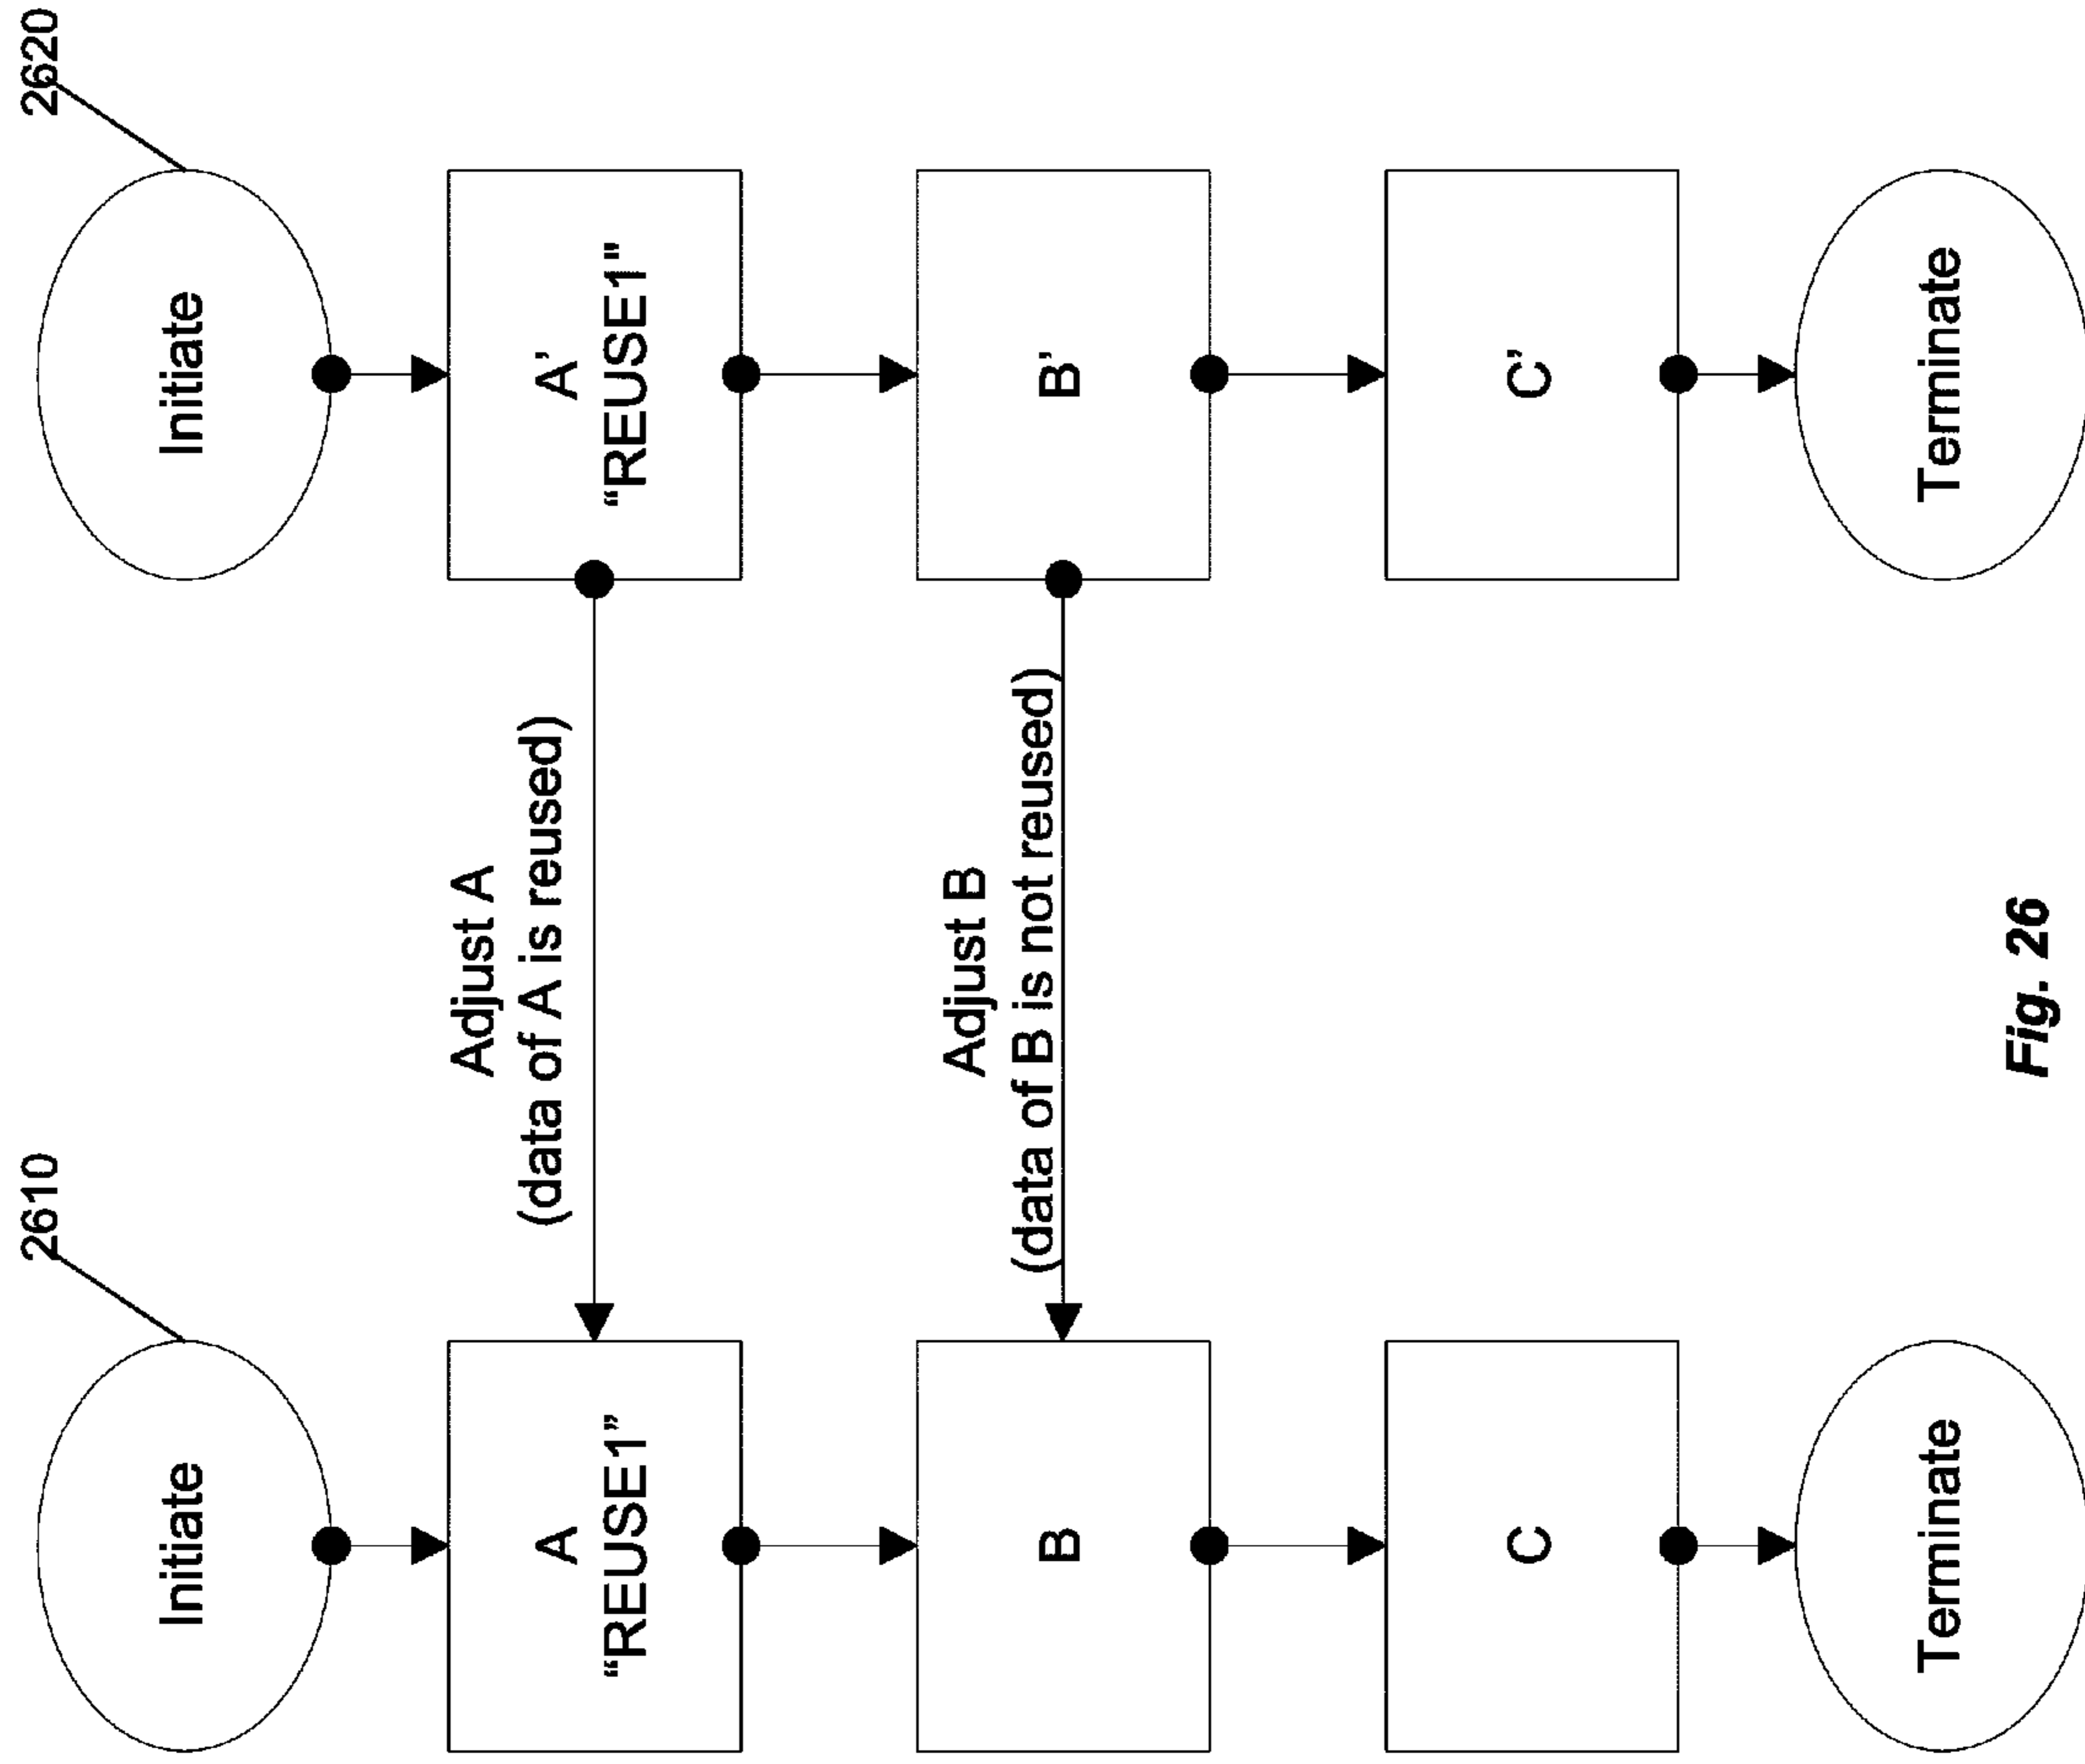 2610
2620
Initiate
Initiate
Adjust A
(data of A is reused)
A
“REUSE1”
A’
“REUSE1"
Adjust B
(data of B is not reused)
B
B’
C
C’
Terminate
Terminate
Fig. 26